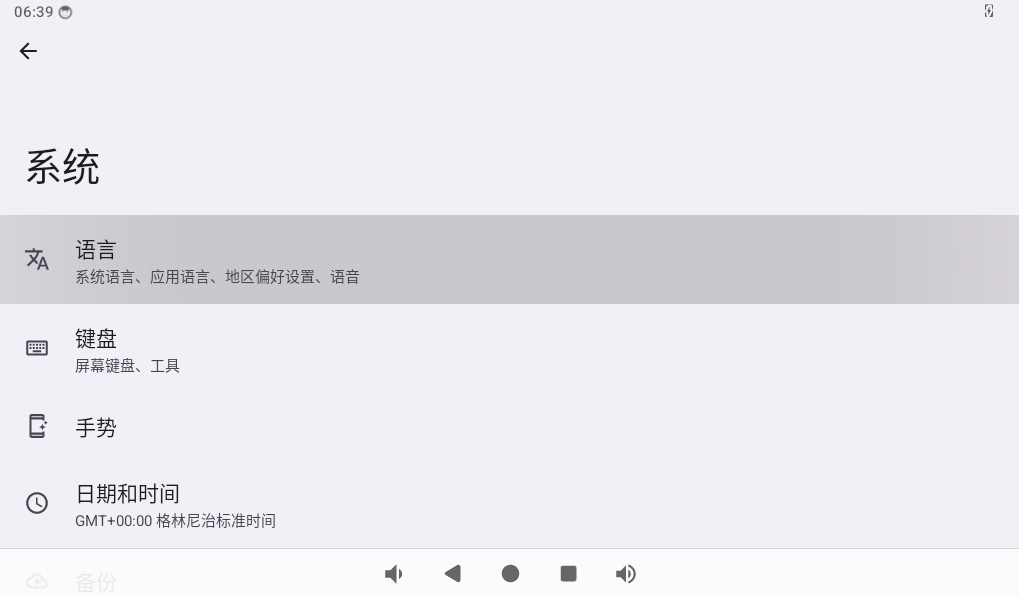 06:39
系统
语言
系统语言、应用语言、地区偏好设置、语音
键盘
屏幕键盘、工具
手势
日期和时间
GMT+00:00 格林尼治标准时间
备份